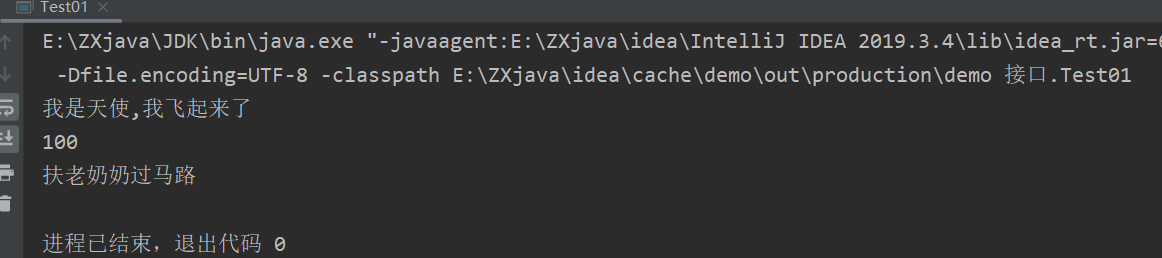 Test01
E:\ZXjava\JDK\bin\java.exe "-javaagent:E:\ZXjava\idea\IntelliJ IDEA 2019.3.4\lib\idea_rt.jar=
-Dfile.encoding=UTF-8 -classpath E:\ZXjava\idea\cache\demo\out\production\demo 接口.Test01
我是天使,我飞起来了
100
扶老奶奶过马路
进程已结束，退出代码 0